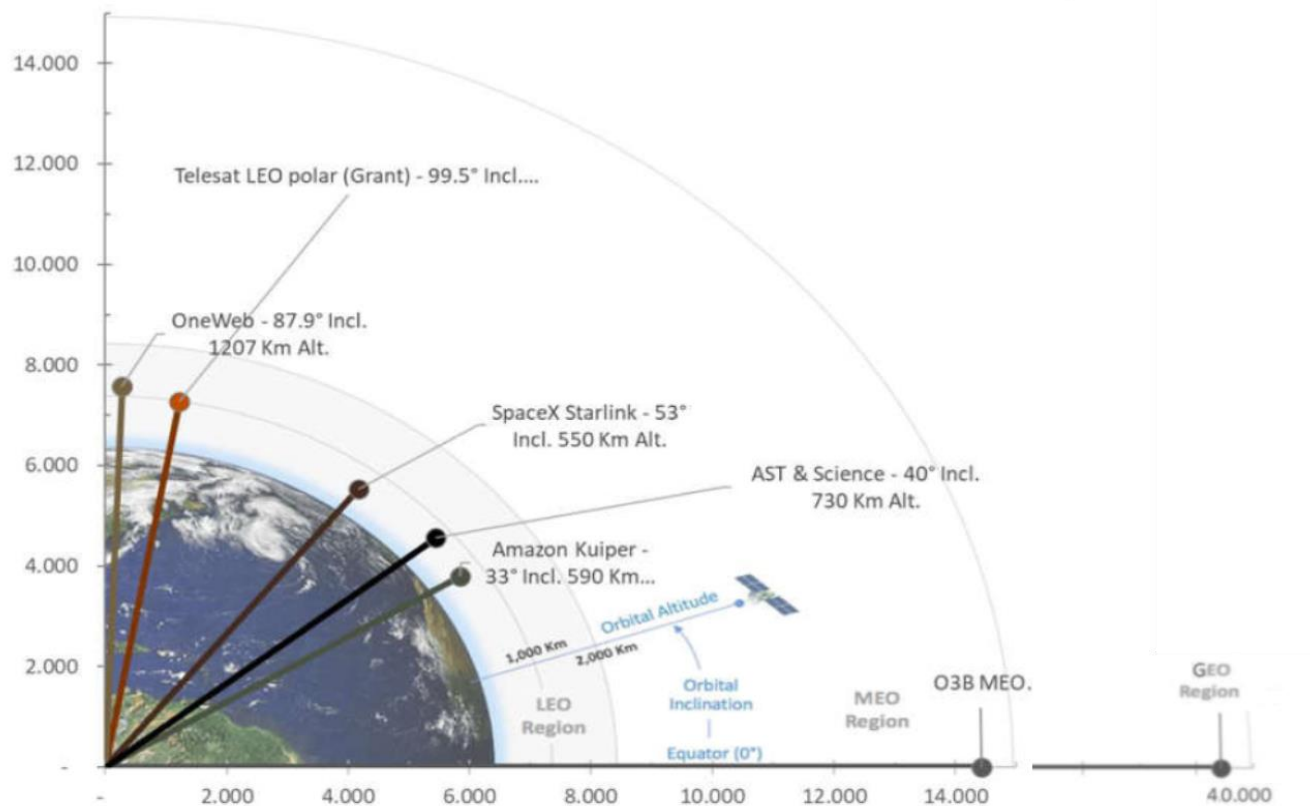 14.000
12.000
10.000
8.000
6.000
4.000
2.000
-
Telesat LEO polar (Grant) - 99.5° Incl....
OneWeb - 87.9° Incl.
1207 Km Alt.
SpaceX Starlink - 53°
Incl. 550 Km Alt.
AST & Science - 40° Incl.
730 Km Alt.
Amazon Kuiper -
33° Incl. 590 Km...
Orbital Altitude
1,000 Km
2,000 Km
Orbital
Inclination
Equator (0°)
LEO
Region
MEO
Region
O3B MEO.
GEO
Region
-
2.000
4.000
6.000
8.000
10.000
12.000
14.000
40.000